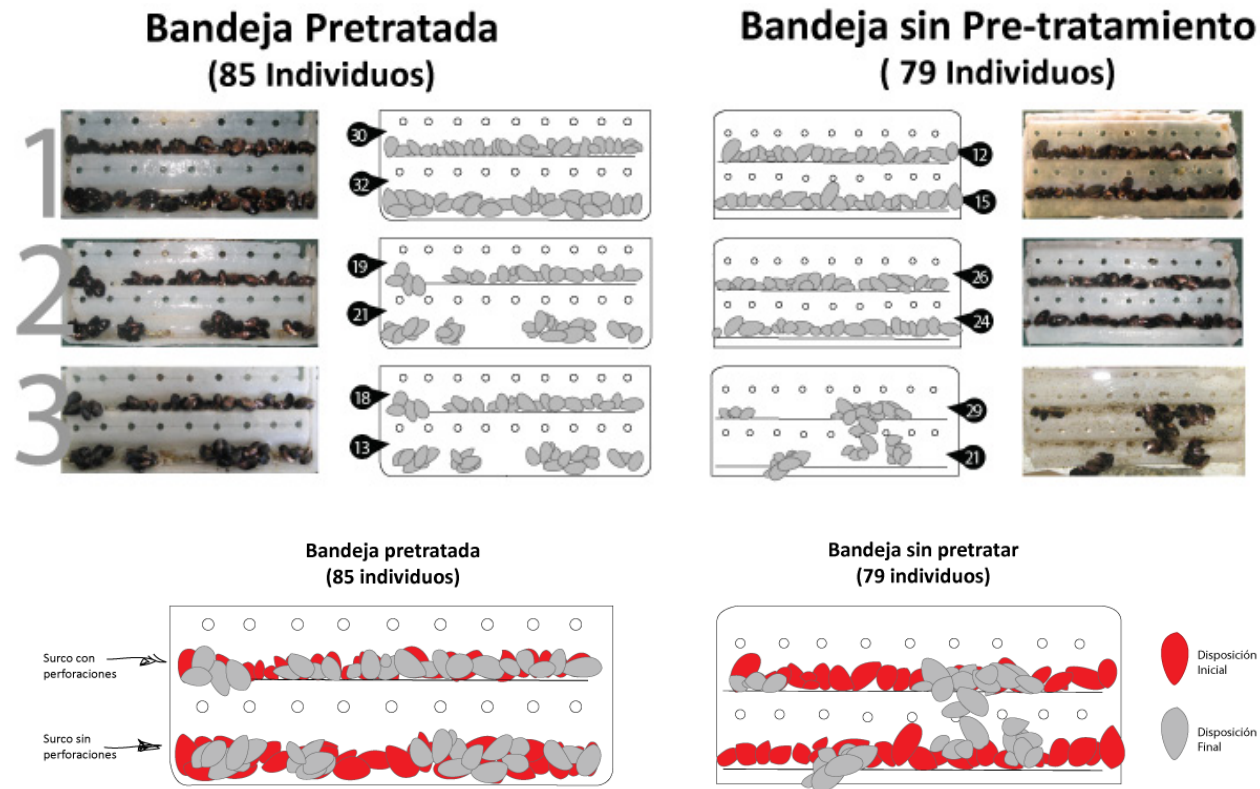 Bandeja Pretratada
(85 Individuos)
Bandeja sin Pre-tratamiento
( 79 Individuos)
1
30
32
12
15
2
19
21
26
24
3
18
13
29
21
Bandeja pretratada
(85 individuos)
Bandeja sin pretratar
(79 individuos)
Surco con
perforaciones
Surco sin
perforaciones
Disposición
Inicial
Disposición
Final